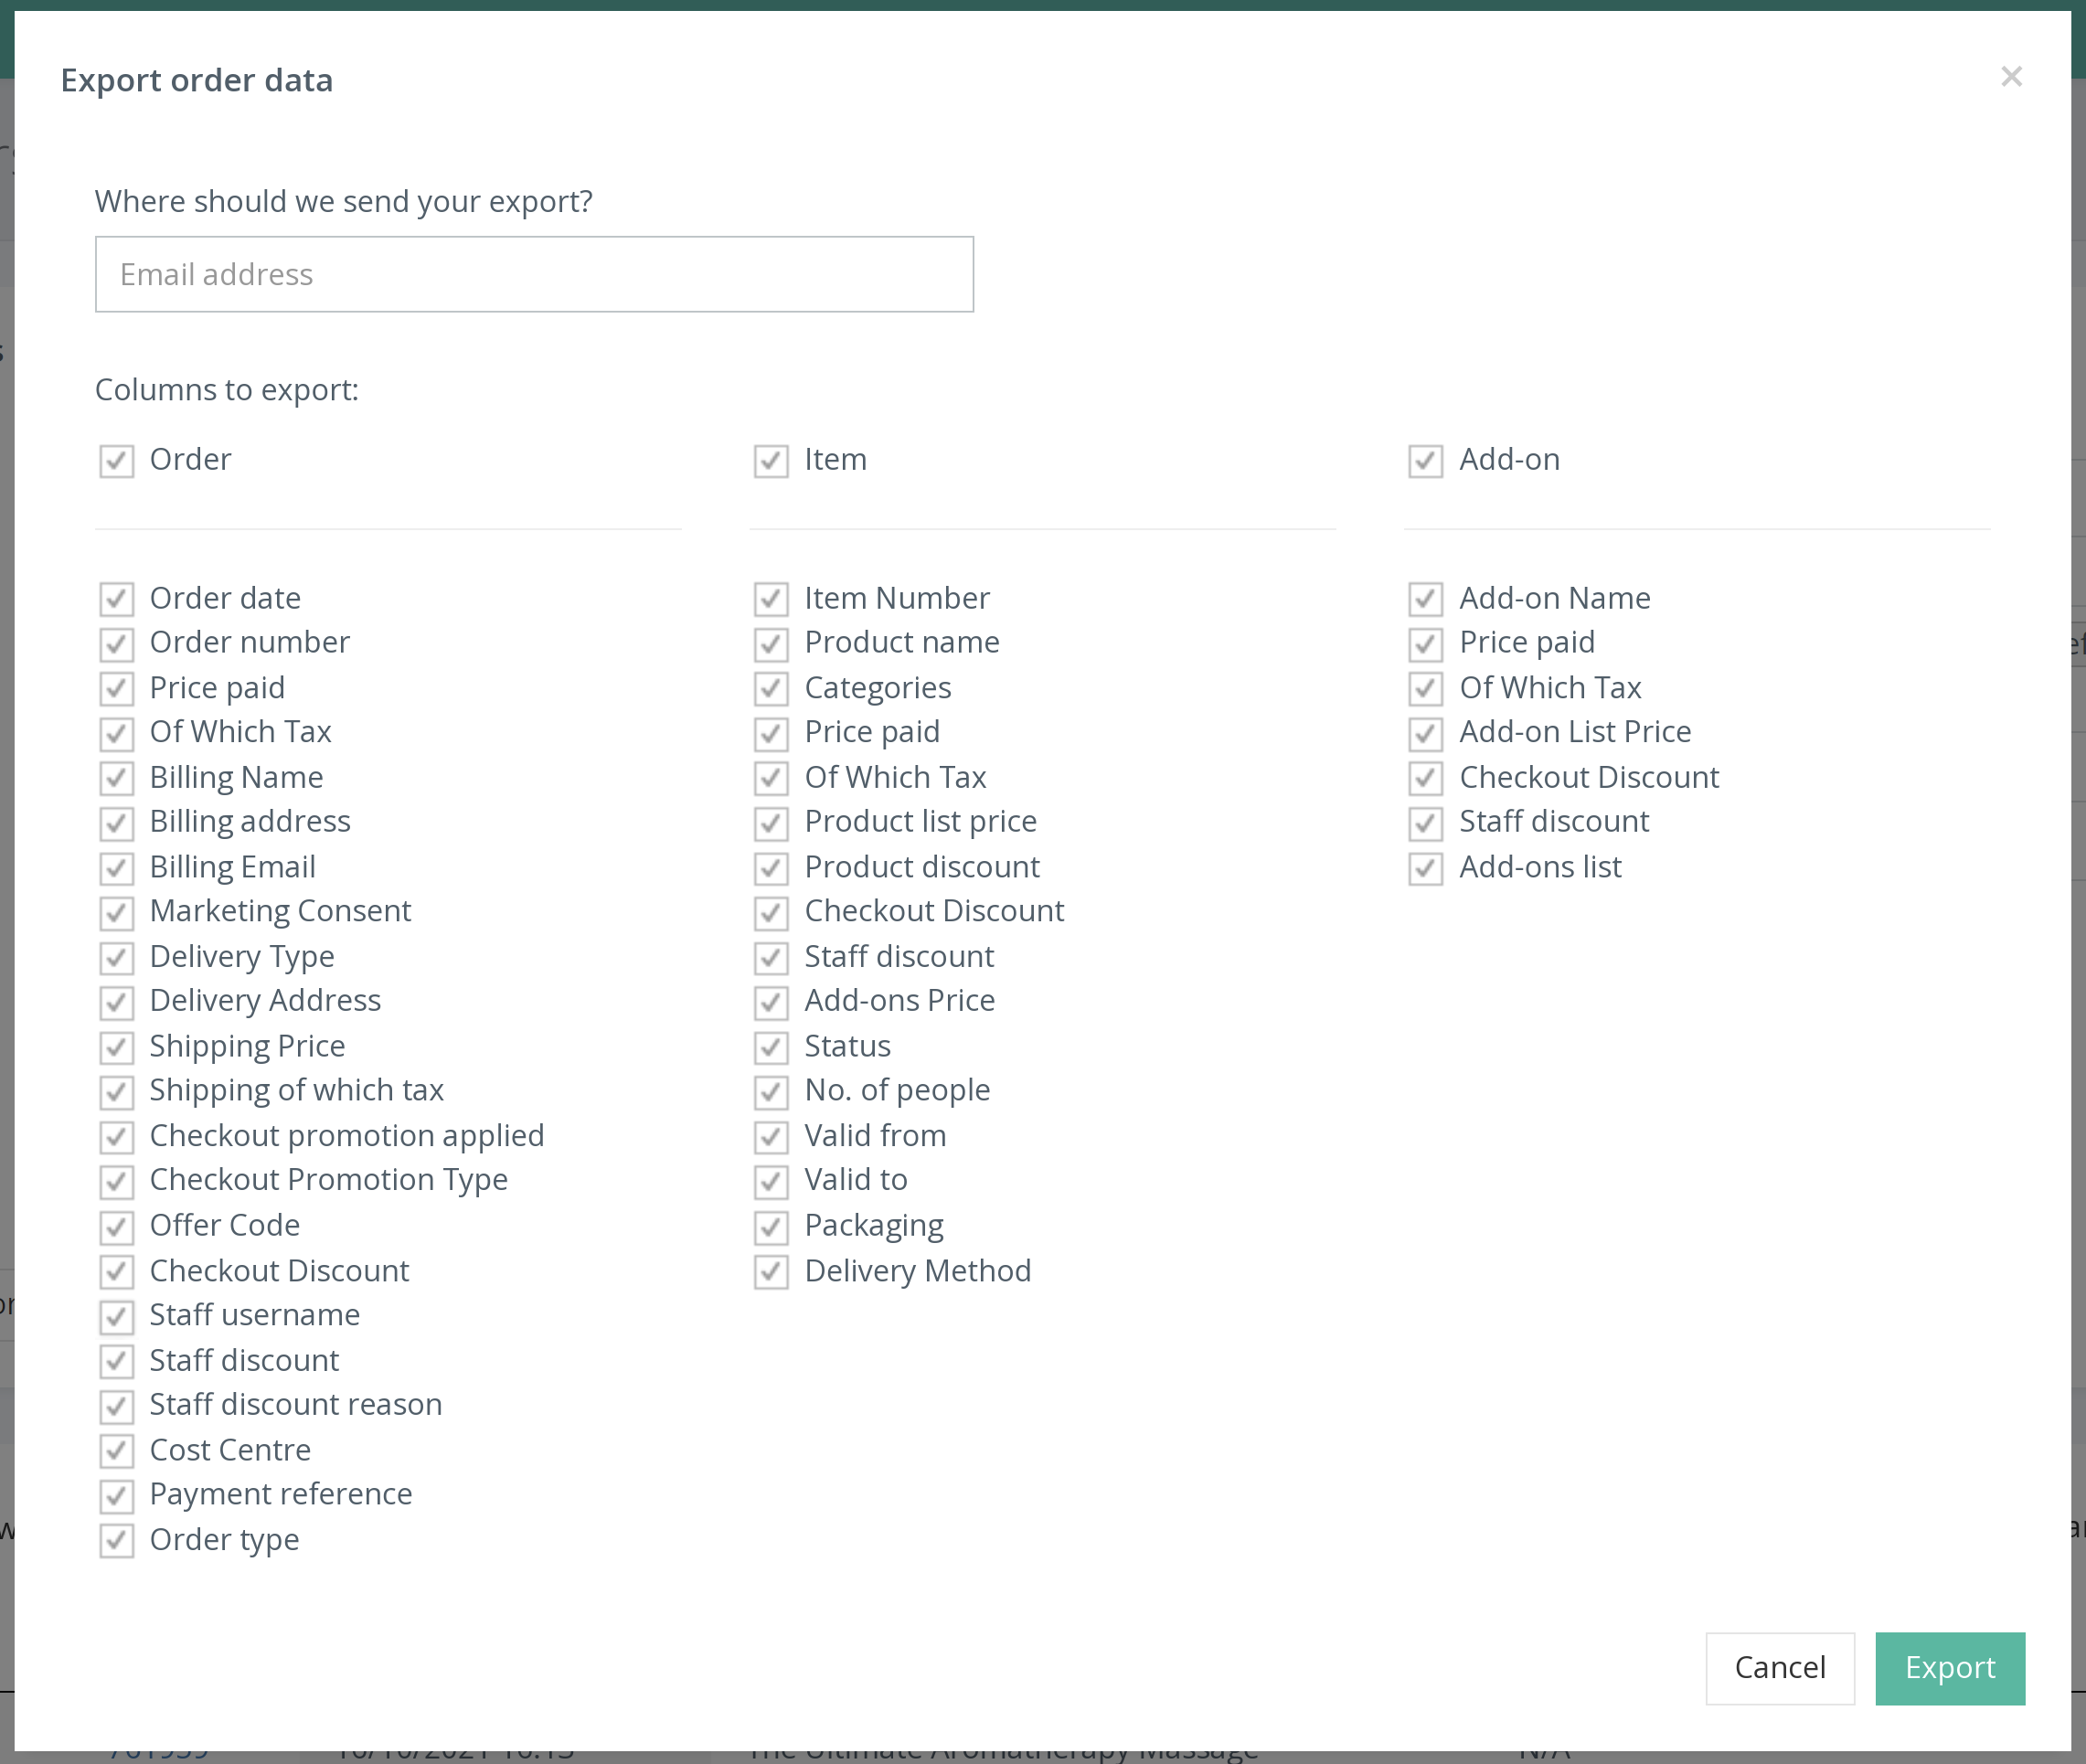 Export order data
Where should we send your export?
Email address
Columns to export:
Order
Order date
Order number
Price paid
Of Which Tax
Billing Name
Billing address
Billing Email
Marketing Consent
Delivery Type
Delivery Address
Shipping Price
Shipping of which tax
Checkout promotion applied
Checkout Promotion Type
Offer Code
Checkout Discount
Staff username
Staff discount
Staff discount reason
Cost Centre
Payment reference
Order type
Item
Item Number
Product name
Categories
Price paid
Of Which Tax
Product list price
Product discount
Checkout Discount
Staff discount
Add-ons Price
Status
No. of people
Valid from
Valid to
Packaging
Delivery Method
Add-on
Add-on Name
Price paid
Of Which Tax
Add-on List Price
Checkout Discount
Staff discount
Add-ons list
Cancel
Export
The Ultimate Aromatherapy Massage
N/A